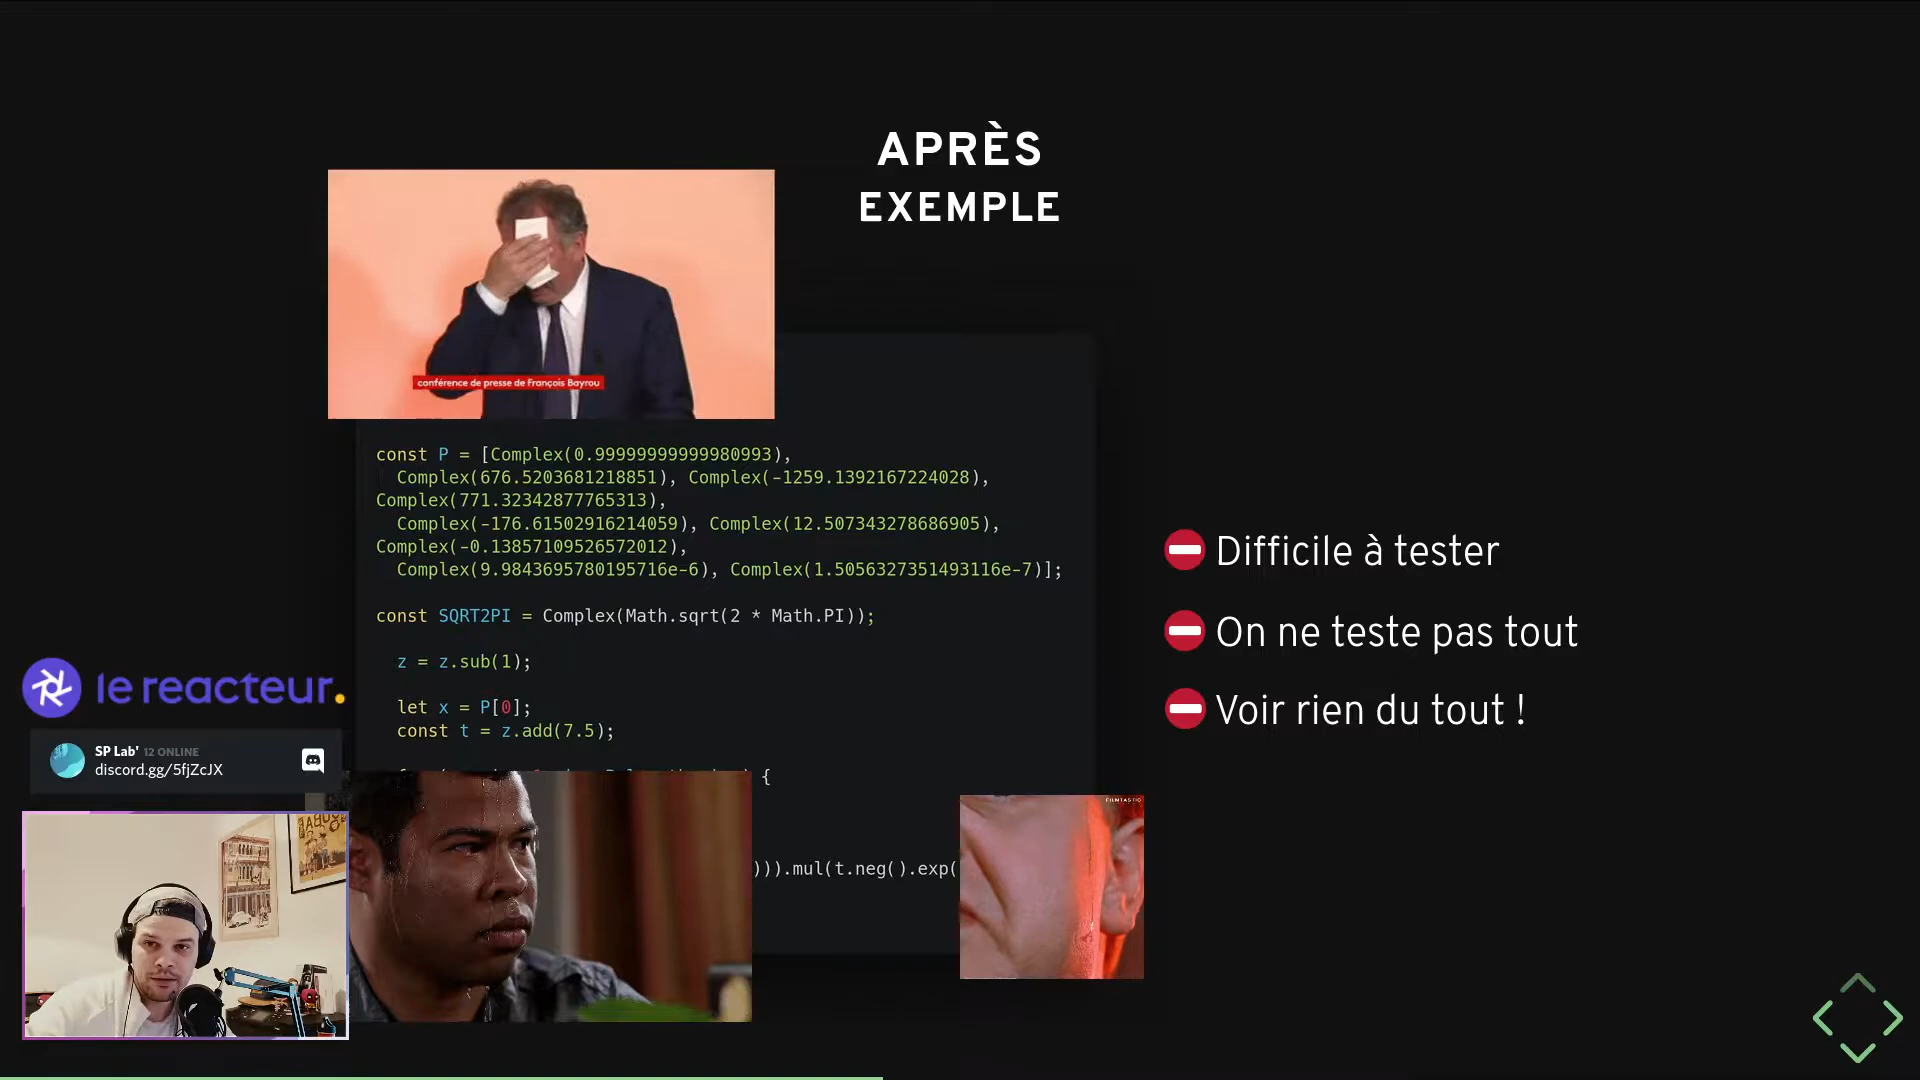 APRÈS
EXEMPLE
conférence de presse de François Bayrou
const P = [Complex(0.99999999999980993),
Complex(676.5203681218851), Complex(-1259.1392167224028),
Complex(771.32342877765313),
Complex(-176.61502916214059), Complex(12.507343278686905),
Complex(-0.13857109526572012),
Complex(9.9843695780195716e-6), Complex(1.5056327351493116e-7)];
const SQRT2PI = Complex(Math.sqrt(2 * Math.PI));
z = z.sub(1);
let x = P[0];
const t = z.add(7.5);
{
))).mul(t.neg().exp(
Difficile à tester
On ne teste pas tout
Voir rien du tout !
le reacteur.
SP Lab' 12 ONLINE
discord.gg/5fjZcJX
FILMTASTIC